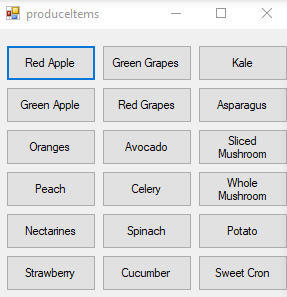 produceItems
Red Apple
Green Grapes
Kale
Green Apple
Red Grapes
Asparagus
Oranges
Avocado
Sliced
Mushroom
Peach
Celery
Whole
Mushroom
Nectarines
Spinach
Potato
Strawberry
Cucumber
Sweet Cron